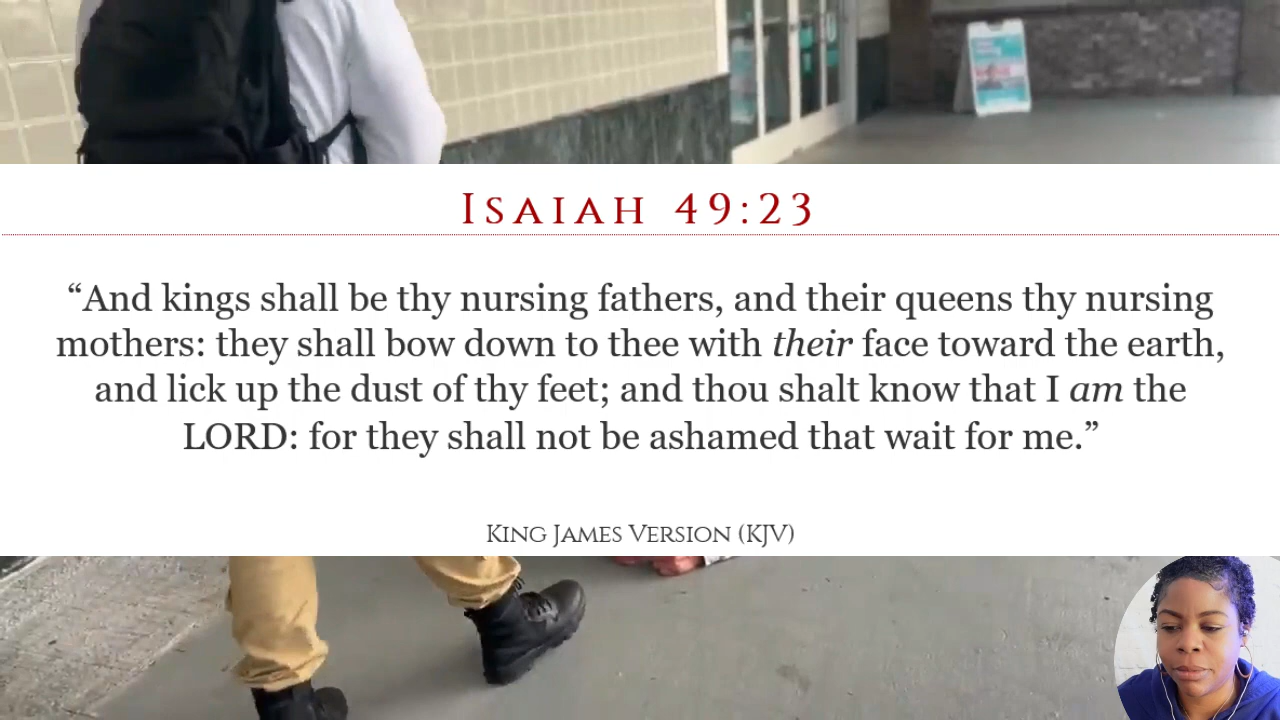 Isaiah 49:23
“And kings shall be thy nursing fathers, and their queens thy nursing
mothers: they shall bow down to thee with their face toward the earth,
and lick up the dust of thy feet; and thou shalt know that I am the
LORD: for they shall not be ashamed that wait for me.”
King James Version (KJV)